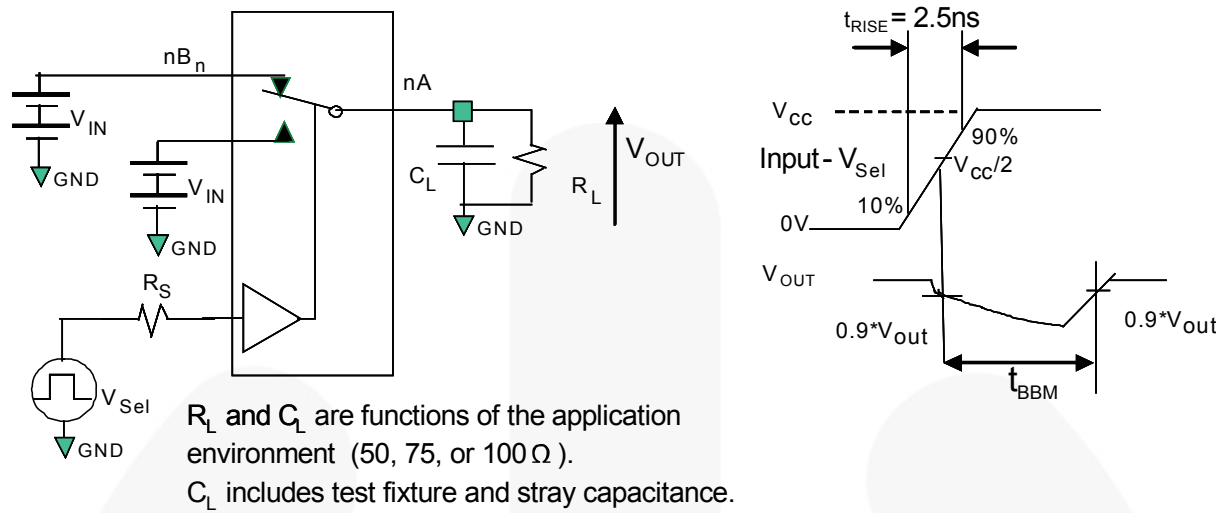 nB_n
V_IN
GND
V_IN
GND
nA
C_L
R_L
GND
V_OUT
R_S
V_Sel
GND
R_L and C_L are functions of the application
environment (50, 75, or 100 Ω ).
C_L includes test fixture and stray capacitance.
t_RISE = 2.5ns
V_CC
90%
Input - V_Sel
V_CC/2
10%
0V
V_OUT
0.9*V_out
0.9*V_out
t_BBM